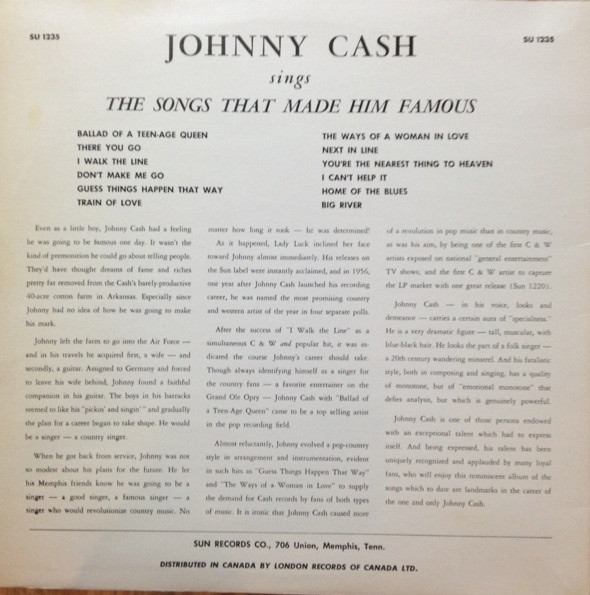 SU 1235
SU 1235
JOHNNY CASH
sings
THE SONGS THAT MADE HIM FAMOUS
BALLAD OF A TEEN-AGE QUEEN
THERE YOU GO
I WALK THE LINE
DON'T MAKE ME GO
GUESS THINGS HAPPEN THAT WAY
TRAIN OF LOVE
THE WAYS OF A WOMAN IN LOVE
NEXT IN LINE
YOU'RE THE NEAREST THING TO HEAVEN
I CAN'T HELP IT
HOME OF THE BLUES
BIG RIVER
Even as a little boy, Johnny Cash had a feeling
he was going to be famous one day. It wasn't the
kind of premonition he could go about telling people.
They'd have thought dreams of fame and riches
pretty far removed from the Cash's barely-productive
40-acre cotton farm in Arkansas. Especially since
Johnny had no idea of how he was going to make
his mark.
Johnny left the farm to go into the Air Force —
and in his travels he acquired first, a wife — and
secondly, a guitar. Assigned to Germany and forced
to leave his wife behind, Johnny found a faithful
companion in his guitar. The boys in his barracks
seemed to like his "pickin' and singin'" and gradually
the plan for a career began to take shape. He would
be a singer — a country singer.
When he got back from service, Johnny was not
so modest about his plans for the future. He let
his Memphis friends know he was going to be a
singer — a good singer, a famous singer — a
singer who would revolutionize country music. No
matter how long it took — he was determined!
As it happened, Lady Luck inclined her face
toward Johnny almost immediately. His releases on
the Sun label were instantly acclaimed, and in 1956,
one year after Johnny Cash launched his recording
career, he was named the most promising country
and western artist of the year in four separate polls.
After the success of "I Walk the Line" as a
simultaneous C & W and popular hit, it was in-
dicated the course Johnny's career should take.
Though always identifying himself as a singer for
the country fans — a favorite entertainer on the
Grand Ole Opry — Johnny Cash with "Ballad of
a Teen-Age Queen" came to be a top selling artist
in the pop recording field.
Almost reluctantly, Johnny evolved a pop-country
style in arrangement and instrumentation, evident
in such hits as "Guess Things Happen That Way"
and "The Ways of a Woman in Love" to supply
the demand for Cash records by fans of both types
of music. It is ironic that Johnny Cash caused more
of a revolution in pop music than in country music,
as was his aim, by being one of the first C & W
artists exposed on national "general entertainment"
TV shows; and the first C & W artist to capture
the LP market with one great release (Sun 1220).
Johnny Cash — in his voice, looks and
demeanor — carries a certain aura of "specialness."
He is a very dramatic figure — tall, muscular, with
blue-black hair. He looks the part of a folk singer —
a 20th century wandering minstrel. And his fatalistic
style, both in composing and singing, has a quality
of monotone, but of "emotional monotone" that
defies analysis, but which is genuinely powerful.
Johnny Cash is one of those persons endowed
with an exceptional talent which had to express
itself. And being expressed, his talent has been
uniquely recognized and applauded by many loyal
fans, who will enjoy this reminiscent album of the
songs which to date are landmarks in the career of
the one and only Johnny Cash.
SUN RECORDS CO., 706 Union, Memphis, Tenn.
DISTRIBUTED IN CANADA BY LONDON RECORDS OF CANADA LTD.